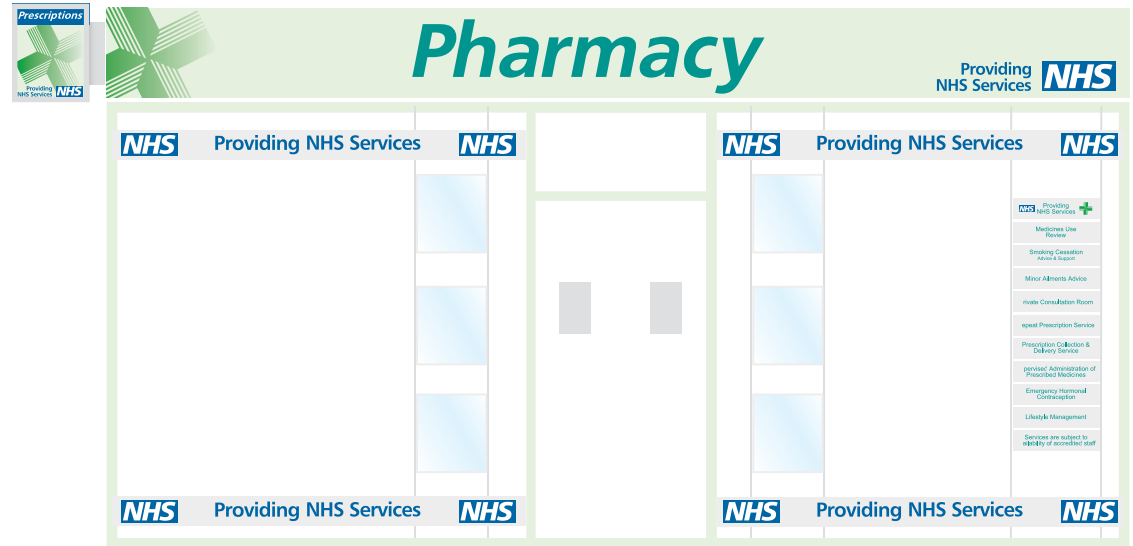 Prescriptions
Providing
NHS Services NHS
Pharmacy
Providing
NHS Services
NHS
NHS Providing NHS Services NHS
NHS Providing NHS Services NHS
NHS Providing
NHS Services
Medicines Use
Review
Smoking Cessation
Advice & Support
Minor Ailments Advice
rivate Consultation Room
epeat Prescription Service
Prescription Collection &
Delivery Service
pervised Administration of
Prescribed Medicines
Emergency Hormonal
Contraception
Lifestyle Management
Services are subject to
ailability of accredited staff
NHS Providing NHS Services NHS
NHS Providing NHS Services NHS